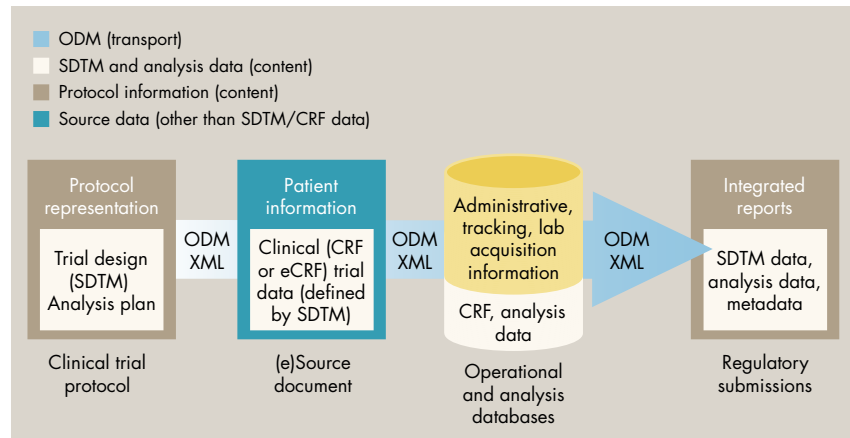 ODM (transport)
SDTM and analysis data (content)
Protocol information (content)
Source data (other than SDTM/CRF data)
Protocol
representation
Trial design
(SDTM)
Analysis plan
Clinical trial
protocol
ODM
XML
Patient
information
Clinical (CRF
or eCRF) trial
data (defined
by SDTM)
(e)Source
document
ODM
XML
Administrative,
tracking, lab
acquisition
information
CRF, analysis
data
Operational
and analysis
databases
ODM
XML
Integrated
reports
SDTM data,
analysis data,
metadata
Regulatory
submissions